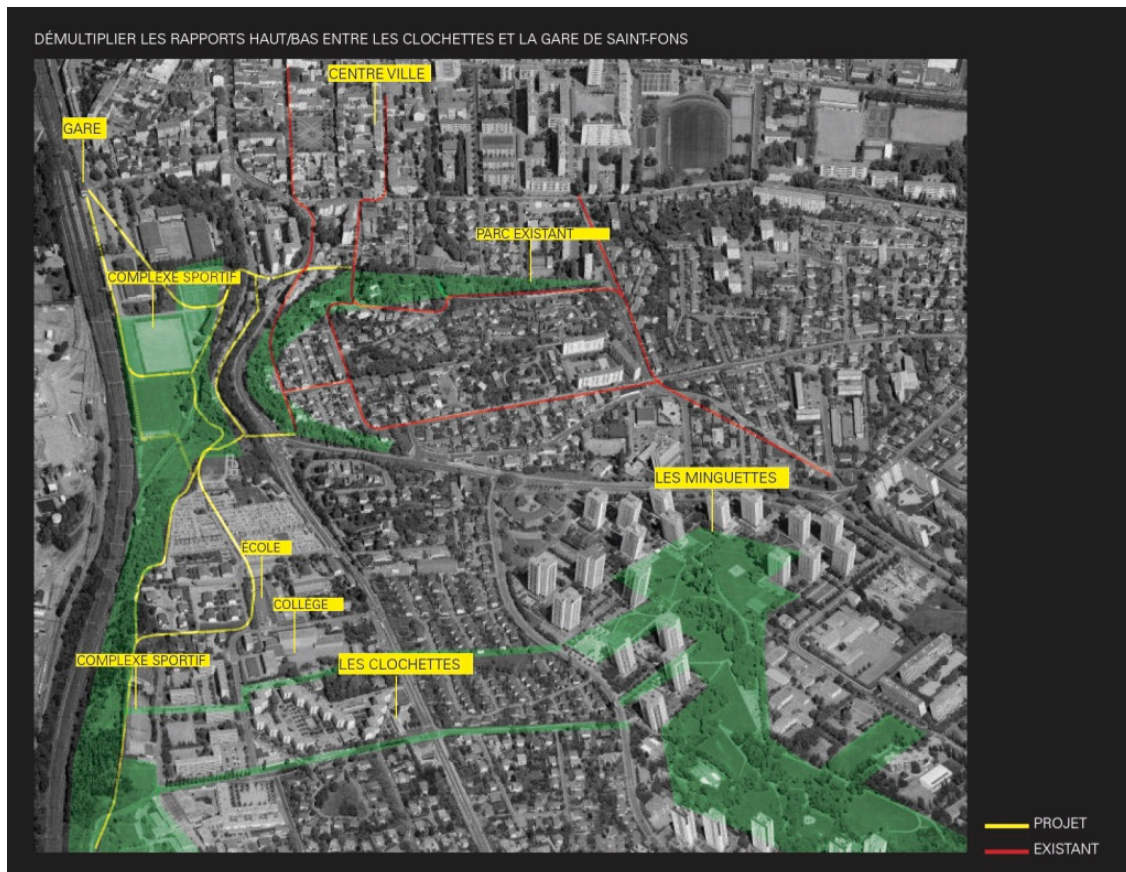 DÉMULTIPLIER LES RAPPORTS HAUT/BAS ENTRE LES CLOCHETTES ET LA GARE DE SAINT-FONS
CENTRE VILLE
GARE
PARC EXISTANT
COMPLEXE SPORTIF
LES MINGUETTES
ÉCOLE
COLLÈGE
COMPLEXE SPORTIF
LES CLOCHETTES
PROJET
EXISTANT